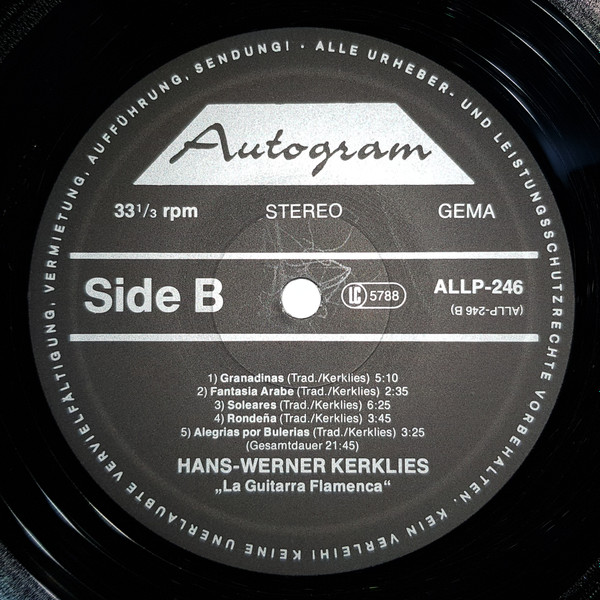 ALLE URHEBER- UND LEISTUNGSSCHUTZRECHTE VORBEHALTEN. KEIN VERLEIH! KEINE UNERLAUBTE VERVIELFÄLTIGUNG, VERMIETUNG, AUFFÜHRUNG, SENDUNG! ·
Autogram
33 1/3 rpm STEREO GEMA
Side B LC 5788 ALLP-246
(ALLP-246 B)
1) Granadinas (Trad./Kerklies) 5:10
2) Fantasia Arabe (Trad./Kerklies) 2:35
3) Soleares (Trad./Kerklies) 6:25
4) Rondeña (Trad./Kerklies) 3:45
5) Alegrias por Bulerias (Trad./Kerklies) 3:25
(Gesamtdauer 21:45)
HANS-WERNER KERKLIES
„La Guitarra Flamenca“